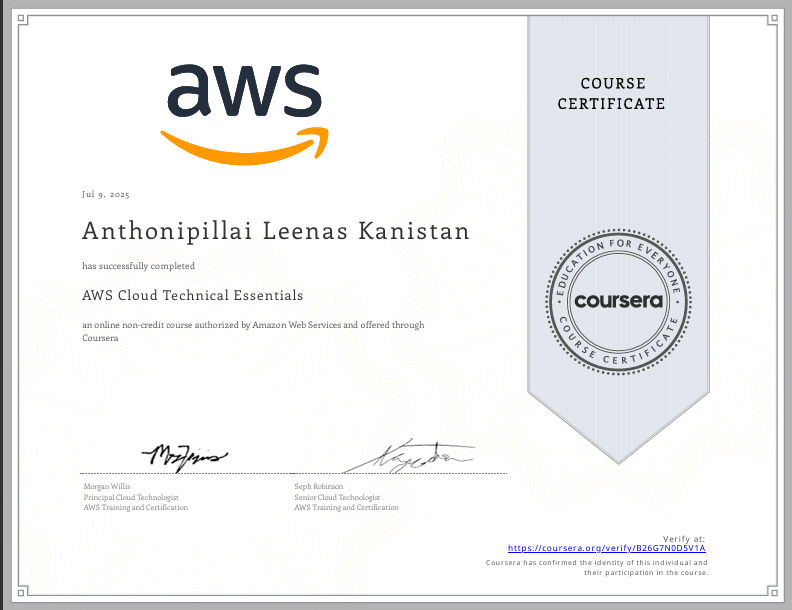 aws
COURSE
CERTIFICATE
Jul 9, 2025
Anthonipillai Leenas Kanistan
has successfully completed
AWS Cloud Technical Essentials
an online non-credit course authorized by Amazon Web Services and offered through
Coursera
EDUCATION FOR EVERYONE
coursera
COURSE CERTIFICATE
Morgan Willis
Principal Cloud Technologist
AWS Training and Certification
Seph Robinson
Senior Cloud Technologist
AWS Training and Certification
Verify at:
https://coursera.org/verify/B26G7N0D5V1A
Coursera has confirmed the identity of this individual and
their participation in the course.